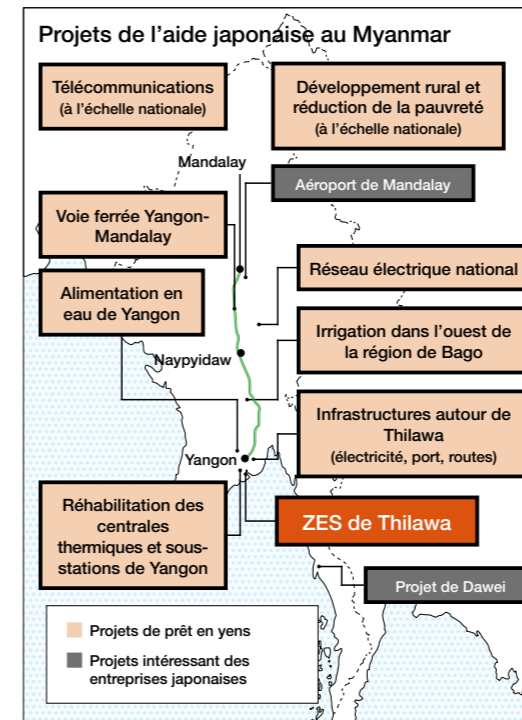 Projets de l'aide japonaise au Myanmar
Télécommunications
(à l'échelle nationale)
Développement rural et
réduction de la pauvreté
(à l'échelle nationale)
Mandalay
Aéroport de Mandalay
Voie ferrée Yangon-
Mandalay
Réseau électrique national
Alimentation en
eau de Yangon
Irrigation dans l'ouest de
la région de Bago
Naypyidaw
Infrastructures autour de
Thilawa
(électricité, port, routes)
Yangon
Réhabilitation des
centrales
thermiques et sous-
stations de Yangon
ZES de Thilawa
Projet de Dawei
Projets de prêt en yens
Projets intéressant des
entreprises japonaises